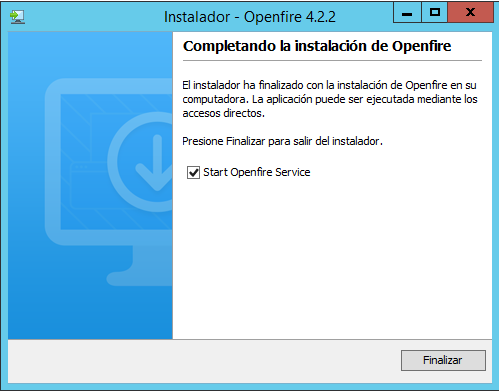 Instalador - Openfire 4.2.2
Completando la instalación de Openfire
El instalador ha finalizado con la instalación de Openfire en su
computadora. La aplicación puede ser ejecutada mediante los
accesos directos.
Presione Finalizar para salir del instalador.
Start Openfire Service
Finalizar